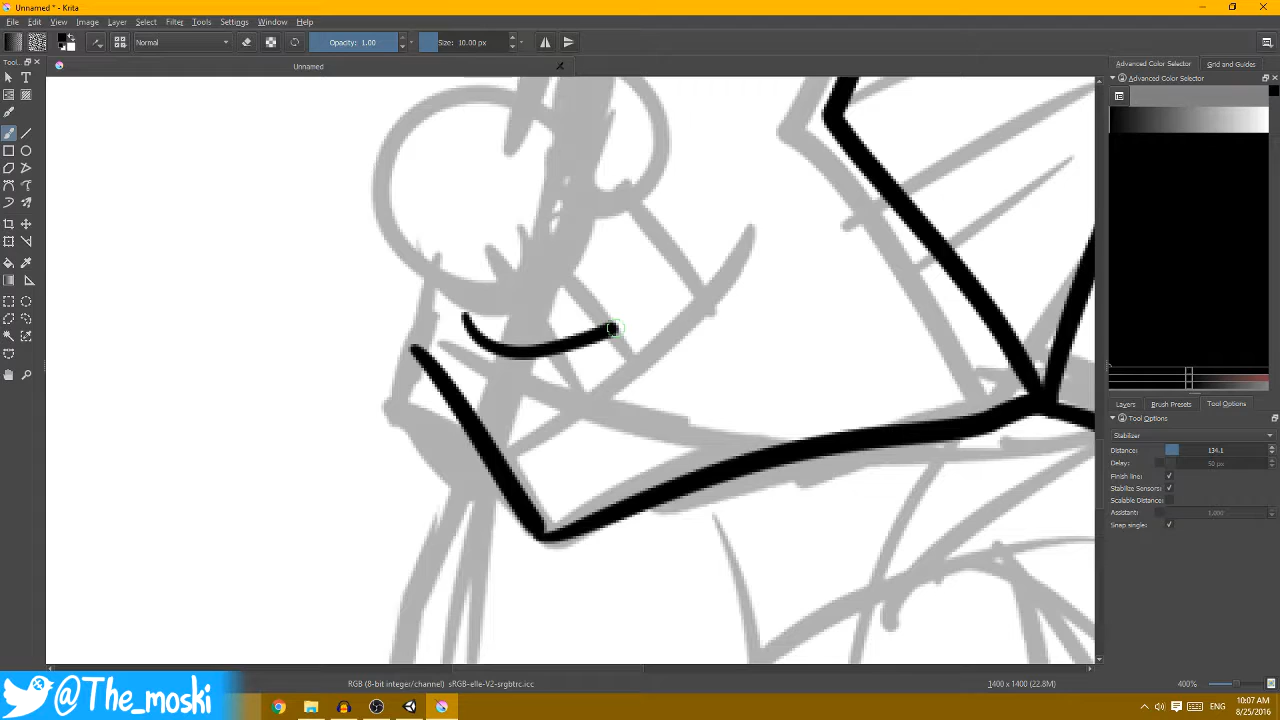 Unnamed * - Krita
File Edit View Image Layer Select Filter Tools Settings Window Help
Normal Opacity: 1.00 Size: 10.00 px
Tool... Unnamed Advanced Color Selector Grid and Guides
Advanced Color Selector
Layers Brush Presets Tool Options
Tool Options
Stabilizer
Distance: 134.1
Delay: 50 px
Finish line:
Stabilize Sensors:
Scalable Distance:
Assistant: 1.000
Snap angle:
RGB (8-bit integer/channel) sRGB-elle-V2-srgbtrc.icc 1400 x 1400 (22.8M) 400%
@The_moski
ENG 10:07 AM
8/25/2016